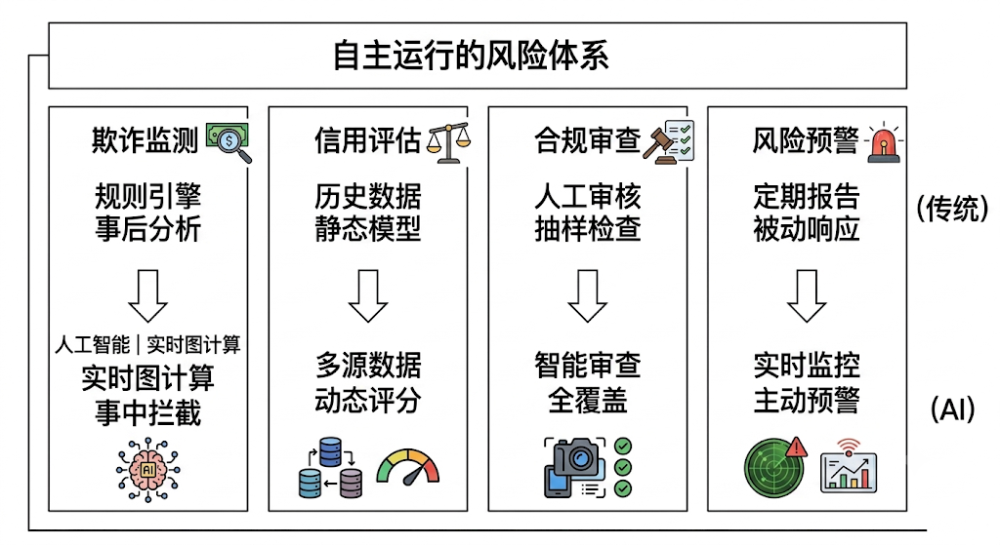 自主运行的风险体系
欺诈监测
规则引擎
事后分析
人工智能 | 实时图计算
实时图计算
事中拦截
AI
信用评估
历史数据
静态模型
多源数据
动态评分
合规审查
人工审核
抽样检查
智能审查
全覆盖
风险预警
定期报告
被动响应
实时监控
主动预警
(传统)
(AI)